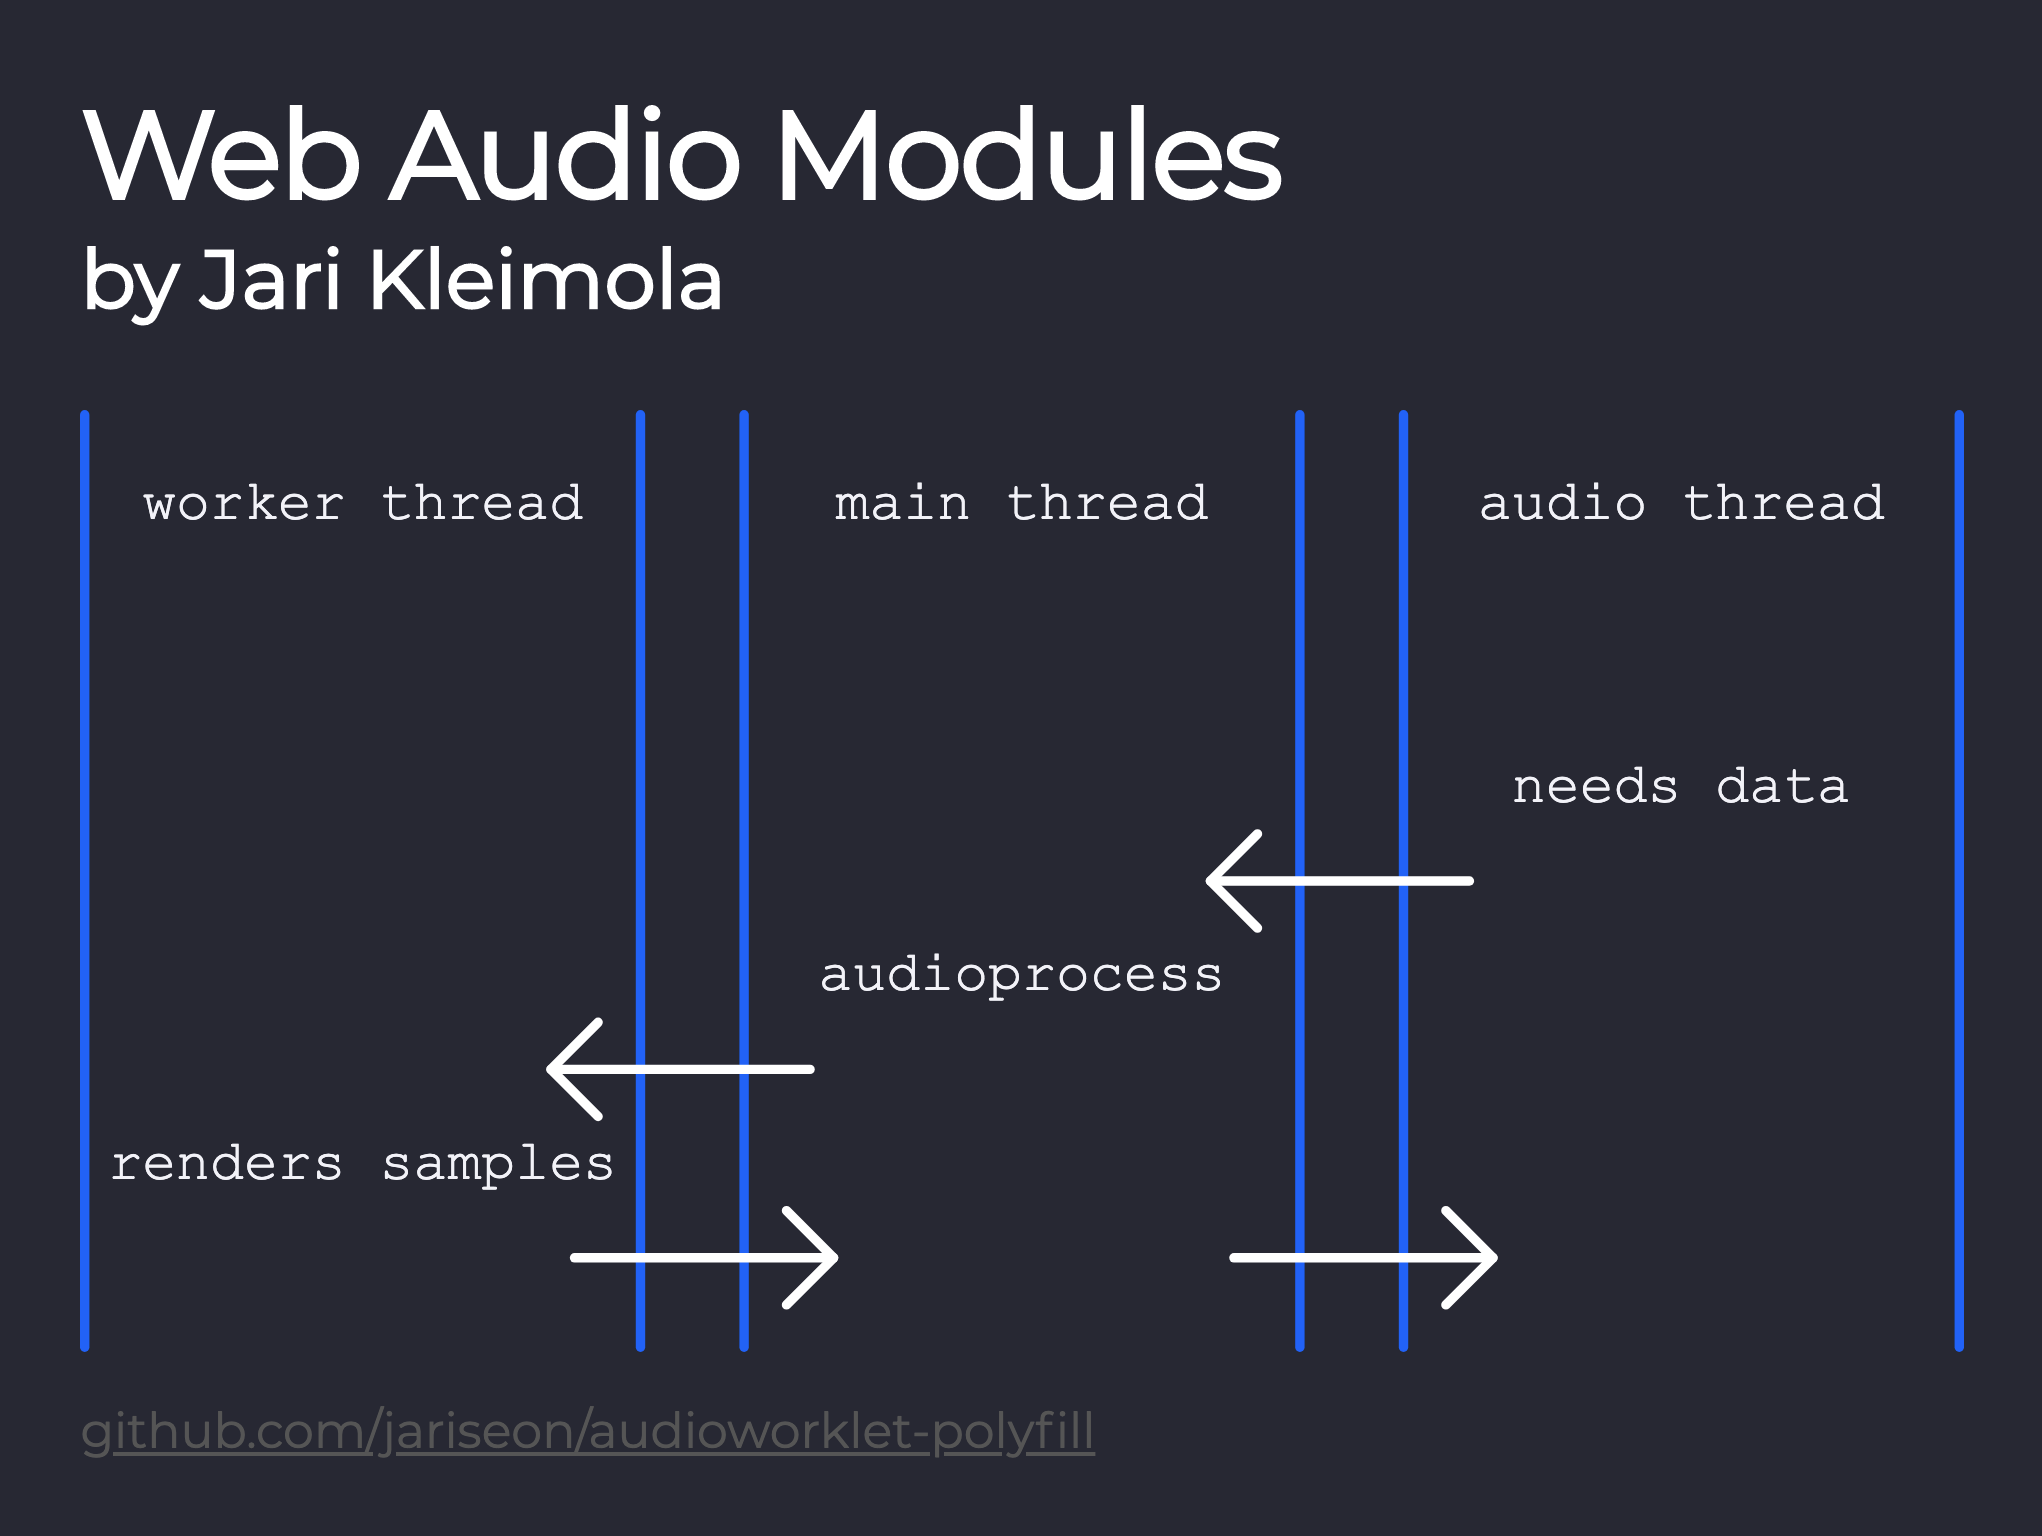 Web Audio Modules
by Jari Kleimola
worker thread
main thread
audio thread
needs data
audioprocess
renders samples
github.com/jariseon/audioworklet-polyfill